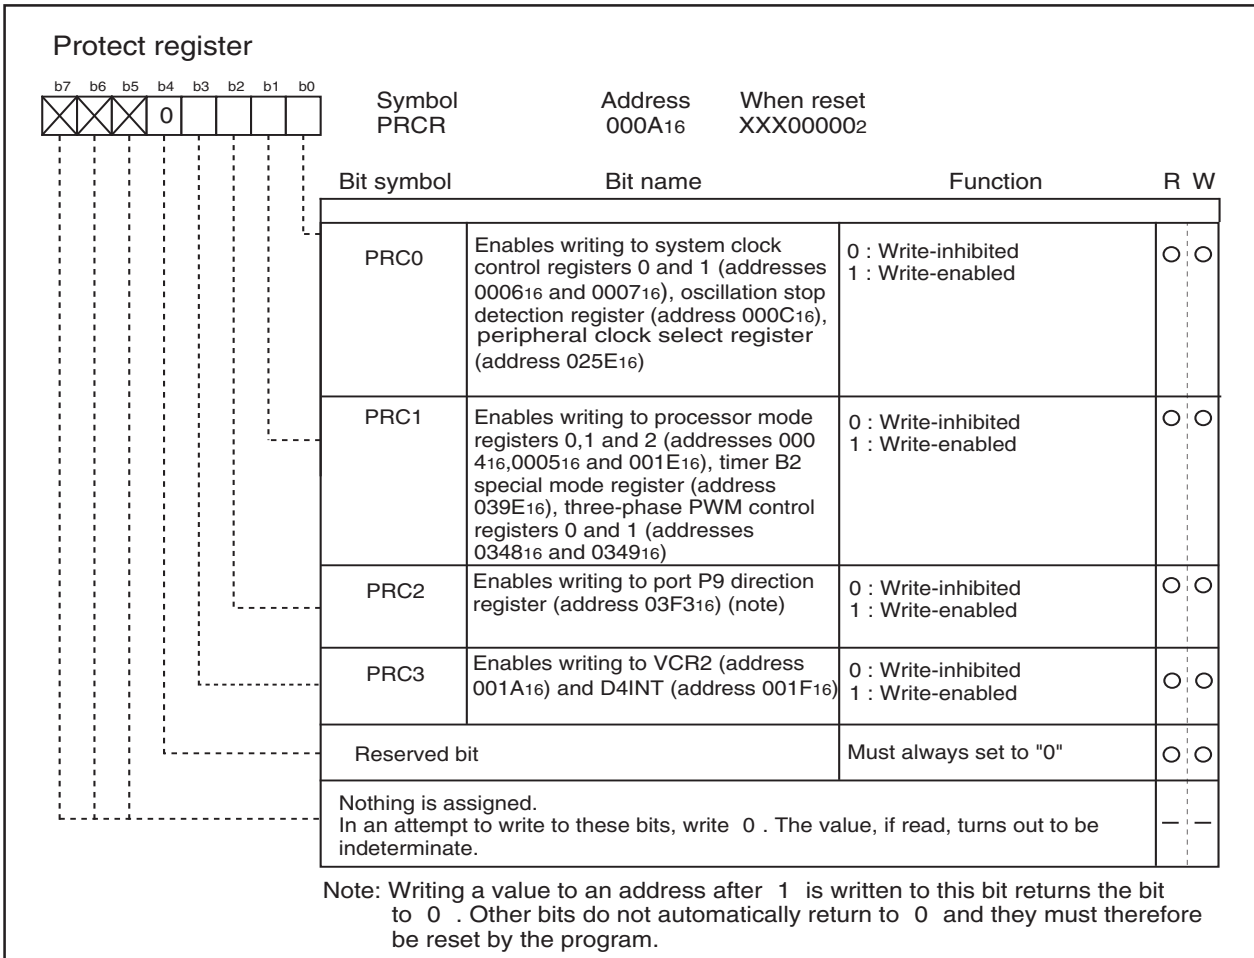 Protect register
b7 b6 b5 b4 b3 b2 b1 b0
0
Symbol Address When reset
PRCR 000A16 XXX000002
Bit symbol Bit name Function R W
PRC0
Enables writing to system clock
control registers 0 and 1 (addresses
000616 and 000716), oscillation stop
detection register (address 000C16),
peripheral clock select register
(address 025E16)
0 : Write-inhibited
1 : Write-enabled
PRC1
Enables writing to processor mode
registers 0,1 and 2 (addresses 000
416,000516 and 001E16), timer B2
special mode register (address
039E16), three-phase PWM control
registers 0 and 1 (addresses
034816 and 034916)
0 : Write-inhibited
1 : Write-enabled
PRC2
Enables writing to port P9 direction
register (address 03F316) (note)
0 : Write-inhibited
1 : Write-enabled
PRC3
Enables writing to VCR2 (address
001A16) and D4INT (address 001F16)
0 : Write-inhibited
1 : Write-enabled
Reserved bit
Must always set to "0"
Nothing is assigned.
In an attempt to write to these bits, write 0 . The value, if read, turns out to be
indeterminate.
Note: Writing a value to an address after 1 is written to this bit returns the bit
to 0 . Other bits do not automatically return to 0 and they must therefore
be reset by the program.